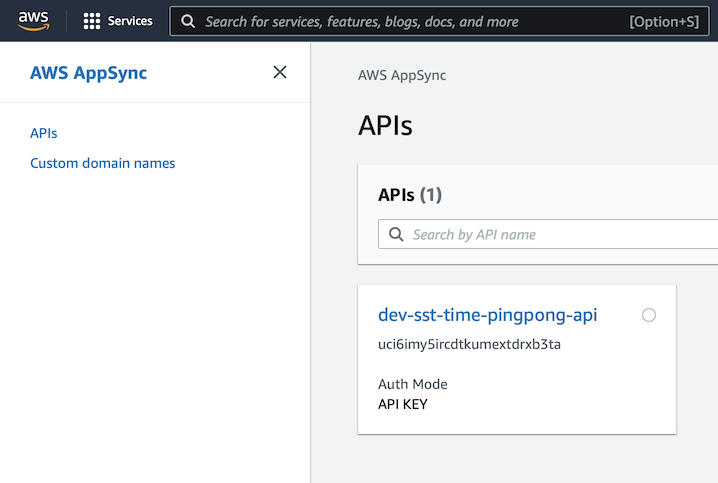 aws
Services
Search for services, features, blogs, docs, and more
[Option+S]
AWS AppSync
APIs
Custom domain names
AWS AppSync
APIs
APIs (1)
Search by API name
dev-sst-time-pingpong-api
uci6imy5ircdtkumextdrxb3ta
Auth Mode
API KEY